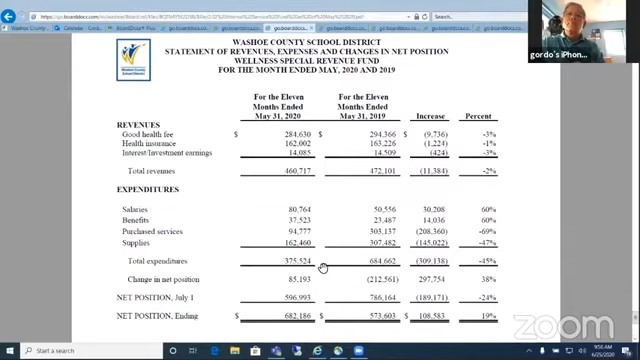 gordo's iPhon...
WASHOE COUNTY SCHOOL DISTRICT
STATEMENT OF REVENUES, EXPENSES AND CHANGES IN NET POSITION
WELLNESS SPECIAL REVENUE FUND
FOR THE MONTH ENDED MAY, 2020 AND 2019
Washoe County
School District
For the Eleven Months Ended May 31, 2020 For the Eleven Months Ended May 31, 2019 Increase Percent
REVENUES
Good health fee $ 284,630 $ 294,366 $ (9,736) -3%
Health insurance 162,002 163,226 (1,224) -1%
Interest/Investment earnings 14,085 14,509 (424) -3%
Total revenues 460,717 472,101 (11,384) -2%
EXPENDITURES
Salaries 80,764 50,556 30,208 60%
Benefits 37,523 23,487 14,036 60%
Purchased services 94,777 303,137 (208,360) -69%
Supplies 162,460 307,482 (145,022) -47%
Total expenditures 375,524 684,662 (309,138) -45%
Change in net position 85,193 (212,561) 297,754 38%
NET POSITION, July 1 596,993 786,164 (189,171) -24%
NET POSITION, Ending $ 682,186 $ 573,603 $ 108,583 19%
zoom
Start a search
9:56 AM
6/25/2020